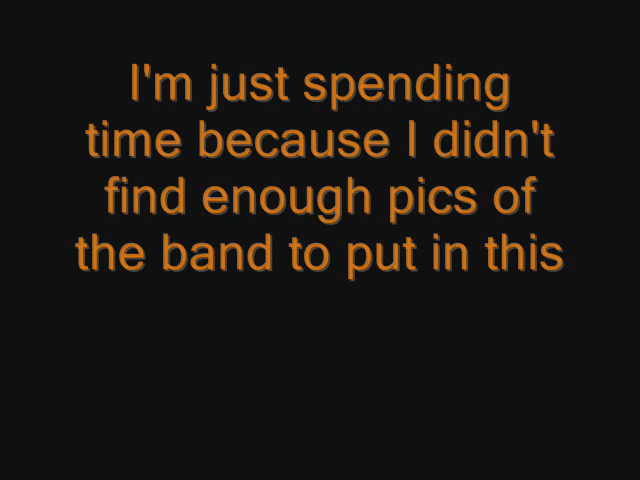 I'm just spending
time because I didn't
find enough pics of
the band to put in this